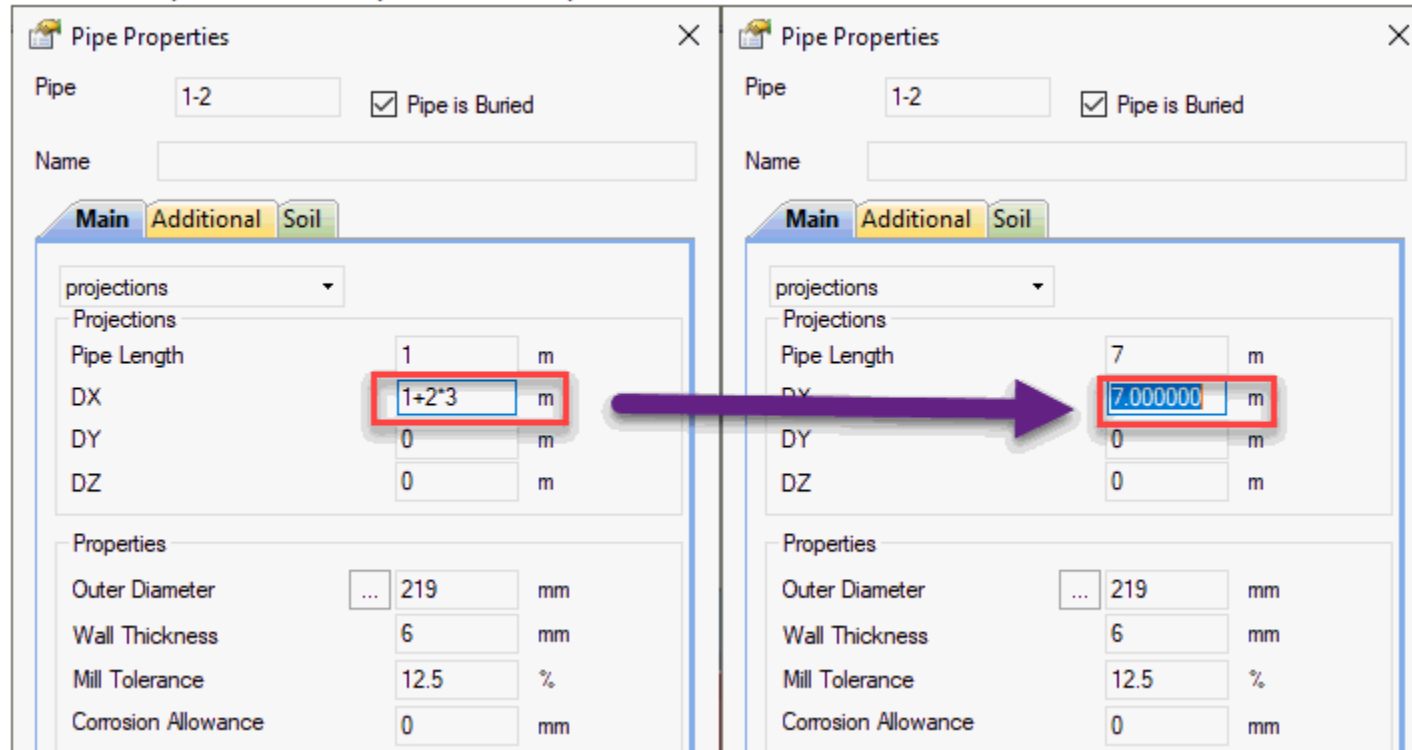 Pipe Properties
Pipe 1-2 Pipe is Buried
Name
Main Additional Soil
projections
Projections
Pipe Length 1 m
DX 1+2*3 m
DY 0 m
DZ 0 m
Properties
Outer Diameter ... 219 mm
Wall Thickness 6 mm
Mill Tolerance 12.5 %
Corrosion Allowance 0 mm
Pipe Properties
Pipe 1-2 Pipe is Buried
Name
Main Additional Soil
projections
Projections
Pipe Length 7 m
DX 7.000000 m
DY 0 m
DZ 0 m
Properties
Outer Diameter ... 219 mm
Wall Thickness 6 mm
Mill Tolerance 12.5 %
Corrosion Allowance 0 mm